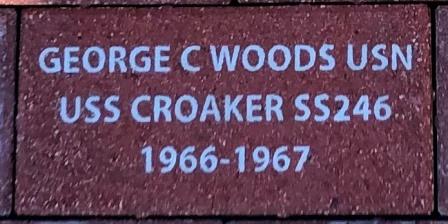 GEORGE C WOODS USN
USS CROAKER SS246
1966-1967